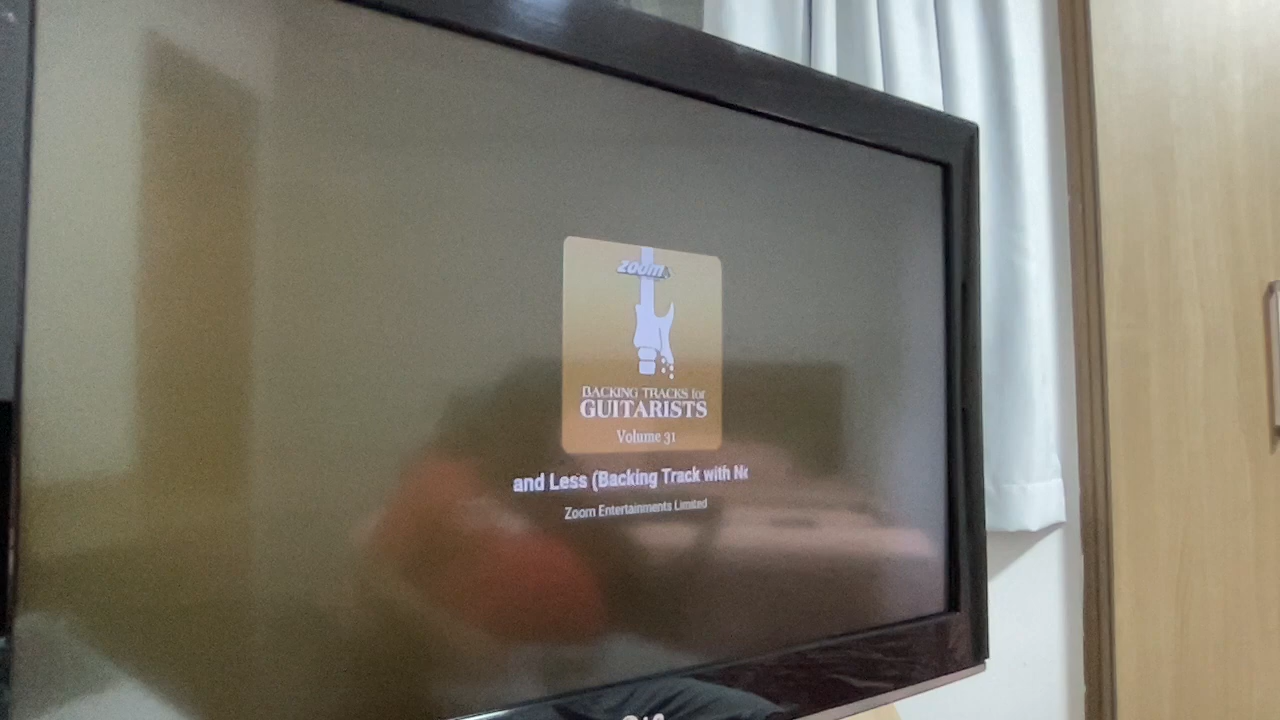 zoom
BACKING TRACKS for
GUITARISTS
Volume 31
and Less (Backing Track with
Zoom Entertainments Limited